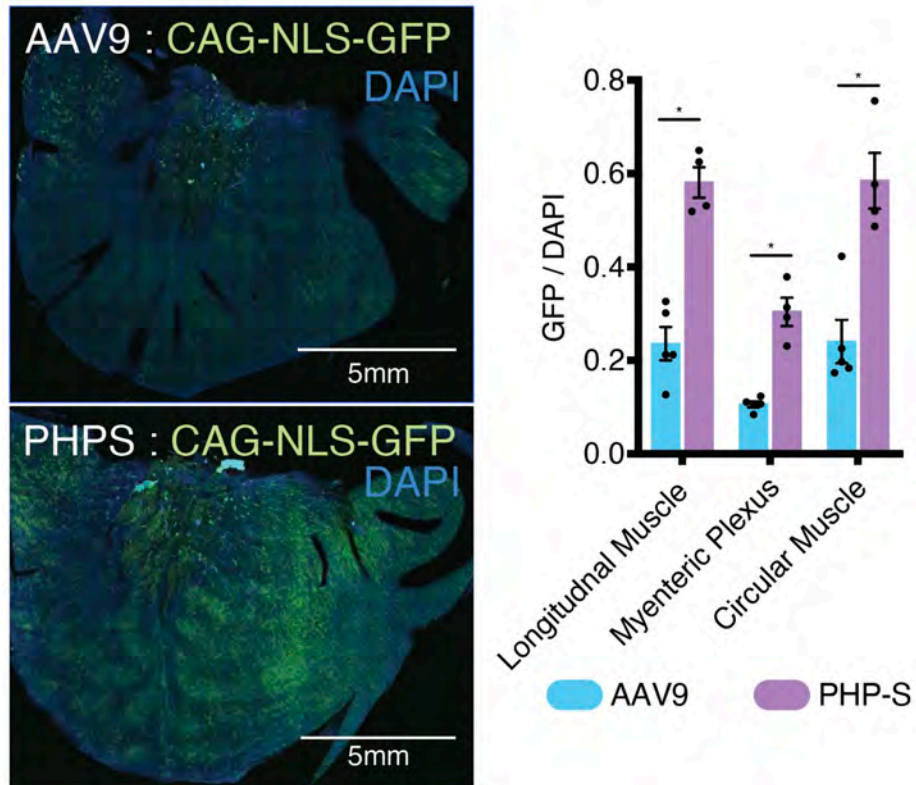 AAV9 : CAG-NLS-GFP
DAPI
5mm
PHPS : CAG-NLS-GFP
DAPI
5mm
GFP / DAPI
0.8
0.6
0.4
0.2
0.0
*
*
*
Longitudnal Muscle
Myenteric Plexus
Circular Muscle
AAV9
PHP-S